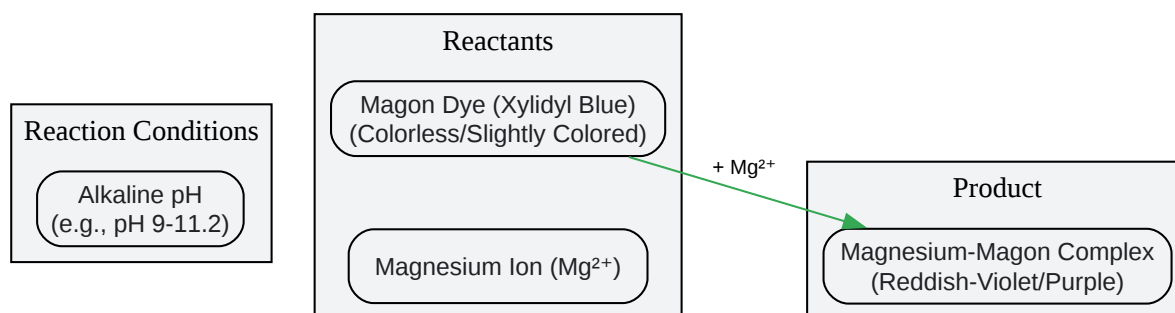 Reaction Conditions
Alkaline pH
(e.g., pH 9-11.2)
Reactants
Magon Dye (Xylidyl Blue)
(Colorless/Slightly Colored)
Magnesium Ion (Mg²⁺)
+ Mg²⁺
Product
Magnesium-Magon Complex
(Reddish-Violet/Purple)